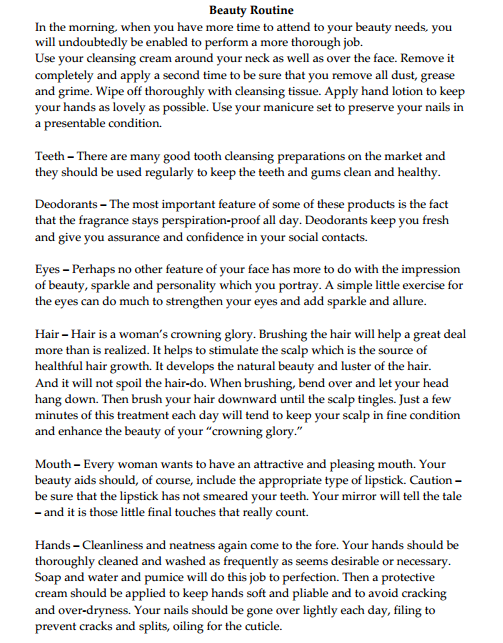 Beauty Routine
In the morning, when you have more time to attend to your beauty needs, you
will undoubtedly be enabled to perform a more thorough job.
Use your cleansing cream around your neck as well as over the face. Remove it
completely and apply a second time to be sure that you remove all dust, grease
and grime. Wipe off thoroughly with cleansing tissue. Apply hand lotion to keep
your hands as lovely as possible. Use your manicure set to preserve your nails in
a presentable condition.
Teeth – There are many good tooth cleansing preparations on the market and
they should be used regularly to keep the teeth and gums clean and healthy.
Deodorants – The most important feature of some of these products is the fact
that the fragrance stays perspiration-proof all day. Deodorants keep you fresh
and give you assurance and confidence in your social contacts.
Eyes – Perhaps no other feature of your face has more to do with the impression
of beauty, sparkle and personality which you portray. A simple little exercise for
the eyes can do much to strengthen your eyes and add sparkle and allure.
Hair – Hair is a woman's crowning glory. Brushing the hair will help a great deal
more than is realized. It helps to stimulate the scalp which is the source of
healthful hair growth. It develops the natural beauty and luster of the hair.
And it will not spoil the hair-do. When brushing, bend over and let your head
hang down. Then brush your hair downward until the scalp tingles. Just a few
minutes of this treatment each day will tend to keep your scalp in fine condition
and enhance the beauty of your “crowning glory.”
Mouth – Every woman wants to have an attractive and pleasing mouth. Your
beauty aids should, of course, include the appropriate type of lipstick. Caution –
be sure that the lipstick has not smeared your teeth. Your mirror will tell the tale
– and it is those little final touches that really count.
Hands – Cleanliness and neatness again come to the fore. Your hands should be
thoroughly cleaned and washed as frequently as seems desirable or necessary.
Soap and water and pumice will do this job to perfection. Then a protective
cream should be applied to keep hands soft and pliable and to avoid cracking
and over-dryness. Your nails should be gone over lightly each day, filing to
prevent cracks and splits, oiling for the cuticle.